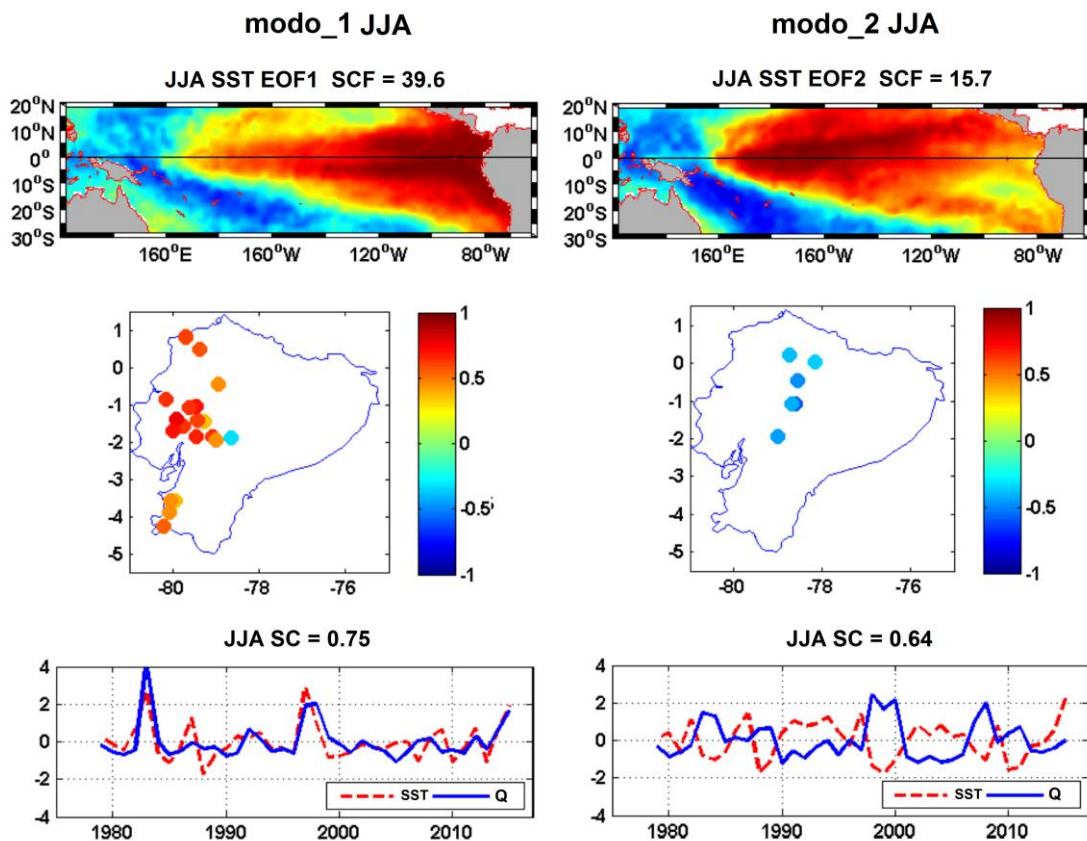 modo_1 JJA
JJA SST EOF1 SCF = 39.6
20°N
10°N
0°
10°S
20°S
30°S
160°E
160°W
120°W
80°W
1
0
-1
-2
-3
-4
-5
-80
-78
-76
1
0.5
0
-0.5
-1
JJA SC = 0.75
4
2
0
-2
-4
1980
1990
2000
2010
SST
Q
modo_2 JJA
JJA SST EOF2 SCF = 15.7
20°N
10°N
0°
10°S
20°S
30°S
160°E
160°W
120°W
80°W
1
0
-1
-2
-3
-4
-5
-80
-78
-76
1
0.5
0
-0.5
-1
JJA SC = 0.64
4
2
0
-2
-4
1980
1990
2000
2010
SST
Q